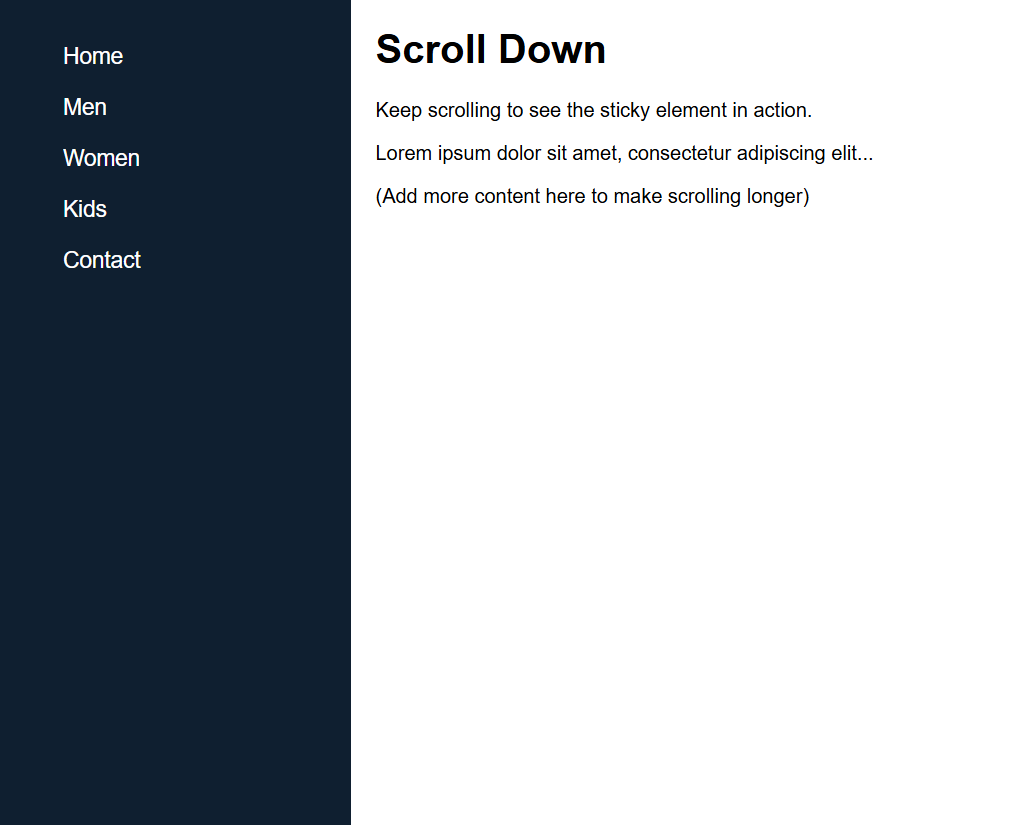 Home
Men
Women
Kids
Contact
Scroll Down
Keep scrolling to see the sticky element in action.
Lorem ipsum dolor sit amet, consectetur adipiscing elit...
(Add more content here to make scrolling longer)